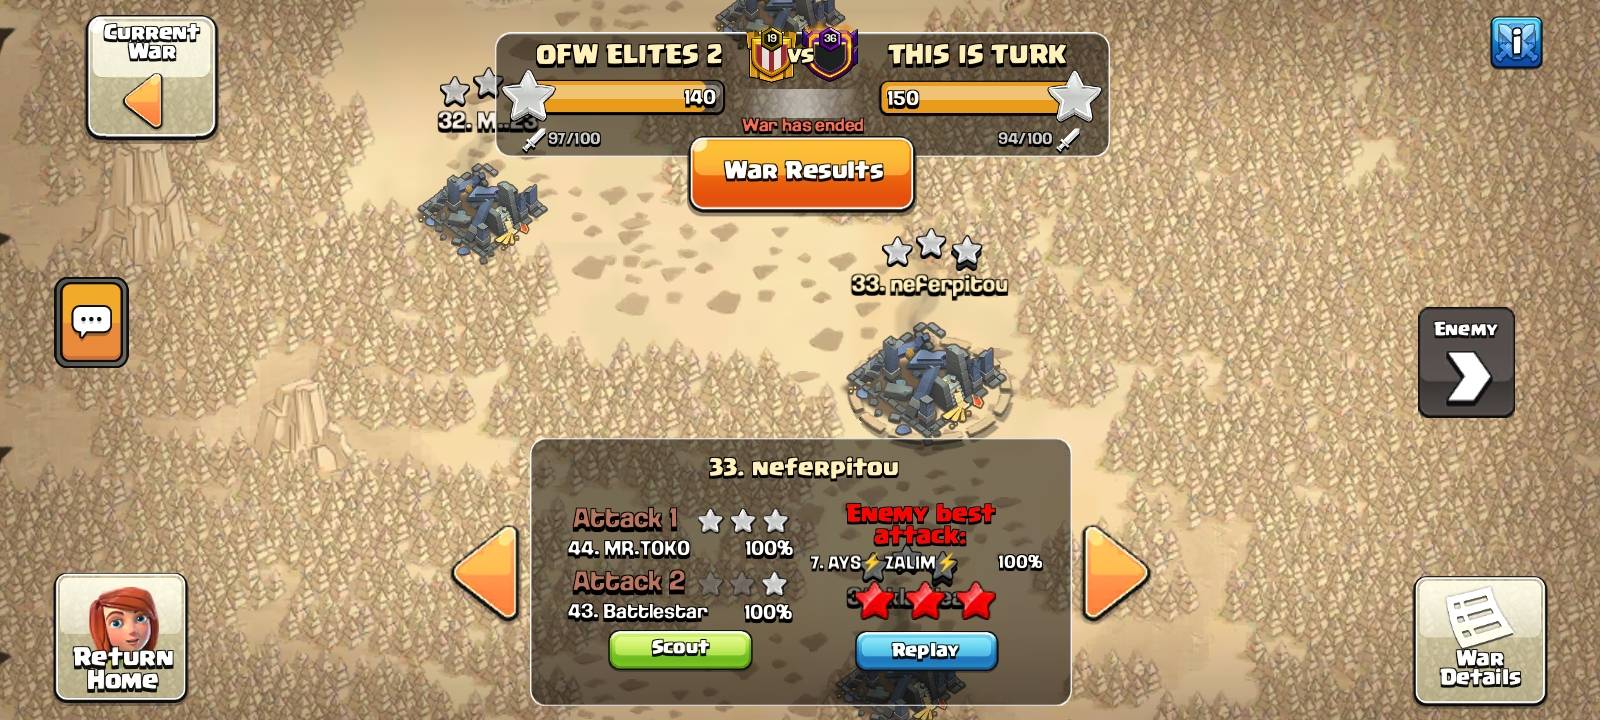 Current
War
OFW ELITES 2
19
vs
36
THIS IS TURK
140
150
War has ended
97/100
94/100
War Results
32. M..23
33. neferpitou
Enemy
33. neferpitou
Attack 1
44. MR.TOKO 100%
Attack 2
43. Battlestar 100%
Scout
Enemy best
attack:
7. AYS⚡ZALIM⚡ 100%
Replay
Return
Home
War
Details